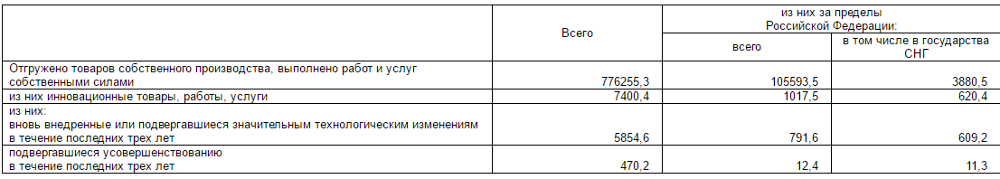 Всего
из них за пределы
Российской Федерации:
всего
в том числе в государства
СНГ
Отгружено товаров собственного производства, выполнено работ и услуг
собственными силами 776255,3 105593,5 3880,5
из них инновационные товары, работы, услуги 7400,4 1017,5 620,4
из них:
вновь внедренные или подвергавшиеся значительным технологическим изменениям
в течение последних трех лет 5854,6 791,6 609,2
подвергавшиеся усовершенствованию
в течение последних трех лет 470,2 12,4 11,3